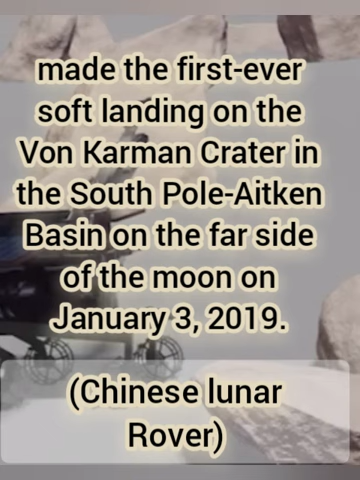 made the first-ever
soft landing on the
Von Karman Crater in
the South Pole-Aitken
Basin on the far side
of the moon on
January 3, 2019.
(Chinese lunar
Rover)